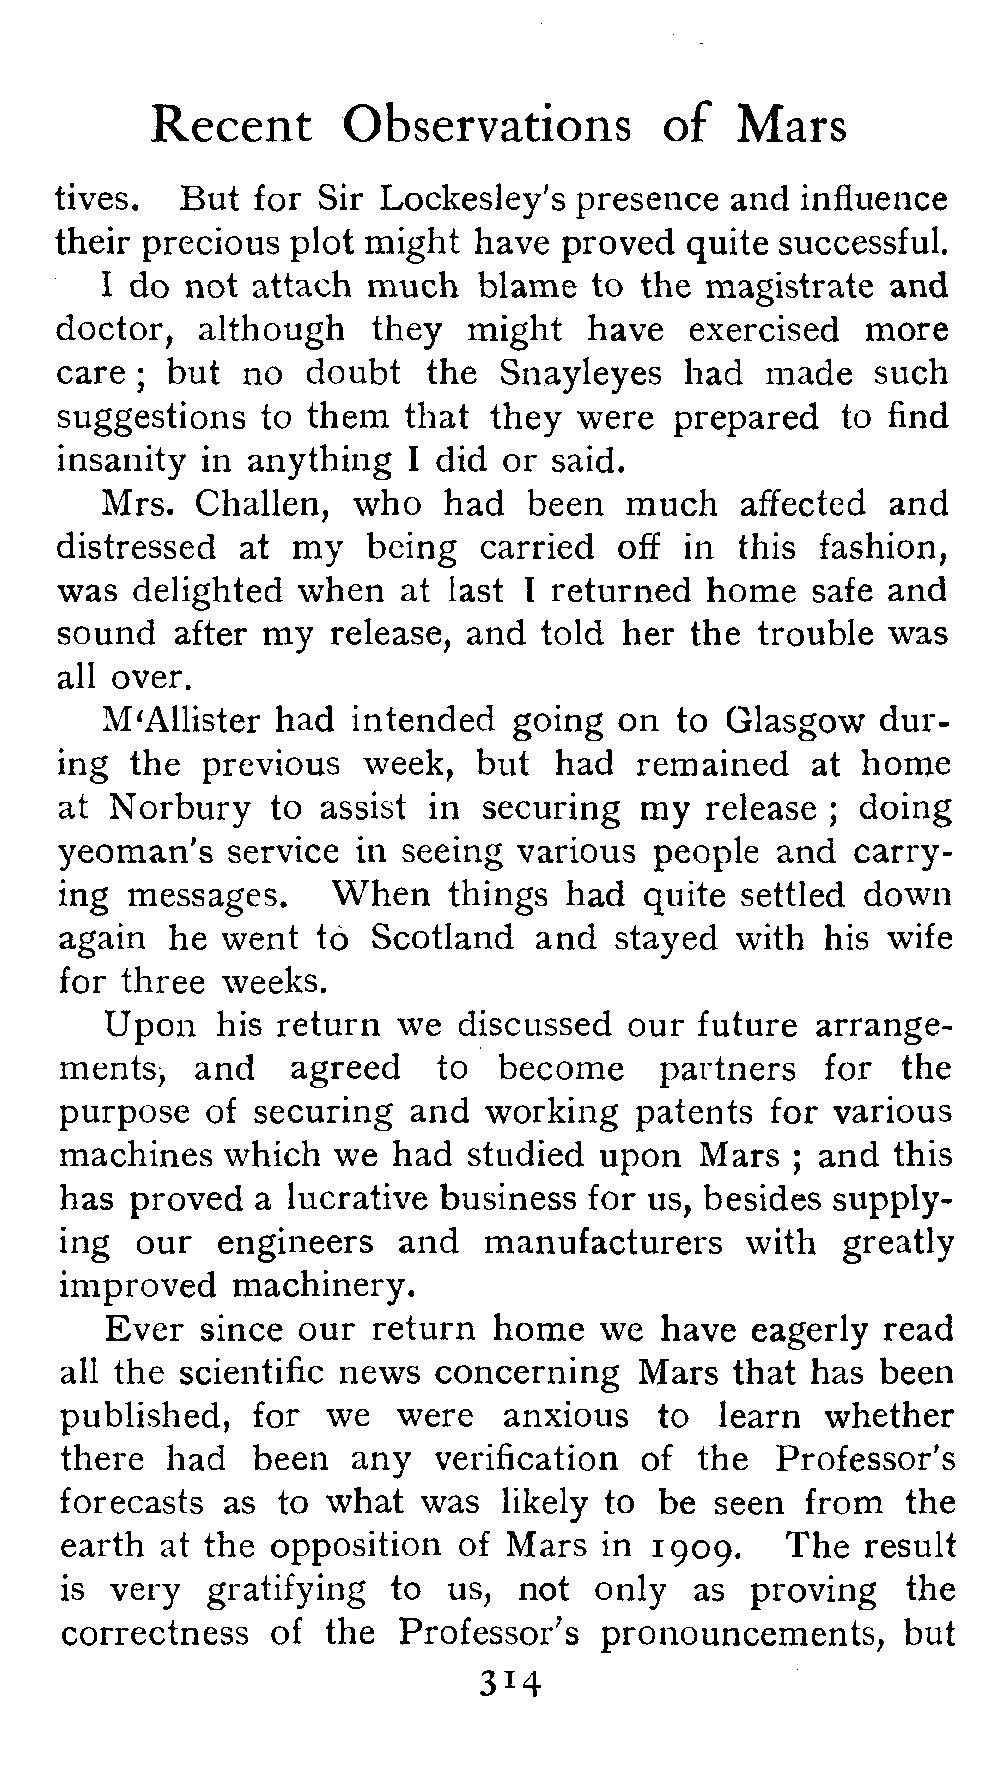 Recent Observations of Mars
tives. But for Sir Lockesley's presence and influence
their precious plot might have proved quite successful.
I do not attach much blame to the magistrate and
doctor, although they might have exercised more
care ; but no doubt the Snayleyes had made such
suggestions to them that they were prepared to find
insanity in anything I did or said.
Mrs. Challen, who had been much affected and
distressed at my being carried off in this fashion,
was delighted when at last I returned home safe and
sound after my release, and told her the trouble was
all over.
M'Allister had intended going on to Glasgow dur-
ing the previous week, but had remained at home
at Norbury to assist in securing my release ; doing
yeoman's service in seeing various people and carry-
ing messages. When things had quite settled down
again he went to Scotland and stayed with his wife
for three weeks.
Upon his return we discussed our future arrange-
ments, and agreed to become partners for the
purpose of securing and working patents for various
machines which we had studied upon Mars ; and this
has proved a lucrative business for us, besides supply-
ing our engineers and manufacturers with greatly
improved machinery.
Ever since our return home we have eagerly read
all the scientific news concerning Mars that has been
published, for we were anxious to learn whether
there had been any verification of the Professor's
forecasts as to what was likely to be seen from the
earth at the opposition of Mars in 1909. The result
is very gratifying to us, not only as proving the
correctness of the Professor's pronouncements, but
314